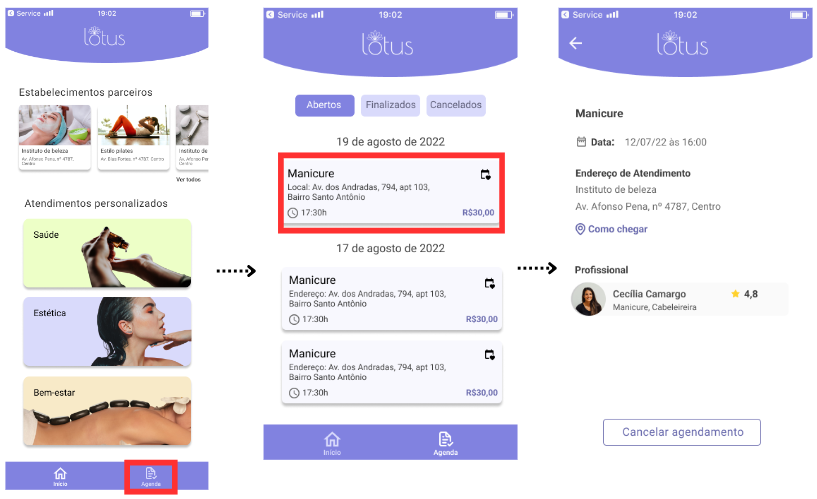 Service
19:02
lotus
Estabelecimentos parceiros
Instituto de beleza
Av. Afonso Pena, nº 4787,
Centro
Estilo pilates
Av. Bias Fortes, nº 47, Centro
Instituto de
Av. Afonso Pen
Centro
Ver todos
Atendimentos personalizados
Saúde
Estética
Bem-estar
Início
Agenda
Service
19:02
lotus
Abertos
Finalizados
Cancelados
19 de agosto de 2022
Manicure
Local: Av. dos Andradas, 794, apt 103,
Bairro Santo Antônio
17:30h
R$30,00
17 de agosto de 2022
Manicure
Endereço: Av. dos Andradas, 794, apt 103,
Bairro Santo Antônio
17:30h
R$30,00
Manicure
Endereço: Av. dos Andradas, 794, apt 103,
Bairro Santo Antônio
17:30h
R$30,00
Início
Agenda
Service
19:02
lotus
Manicure
Data: 12/07/22 às 16:00
Endereço de Atendimento
Instituto de beleza
Av. Afonso Pena, nº 4787, Centro
Como chegar
Profissional
Cecília Camargo
4,8
Manicure, Cabeleireira
Cancelar agendamento